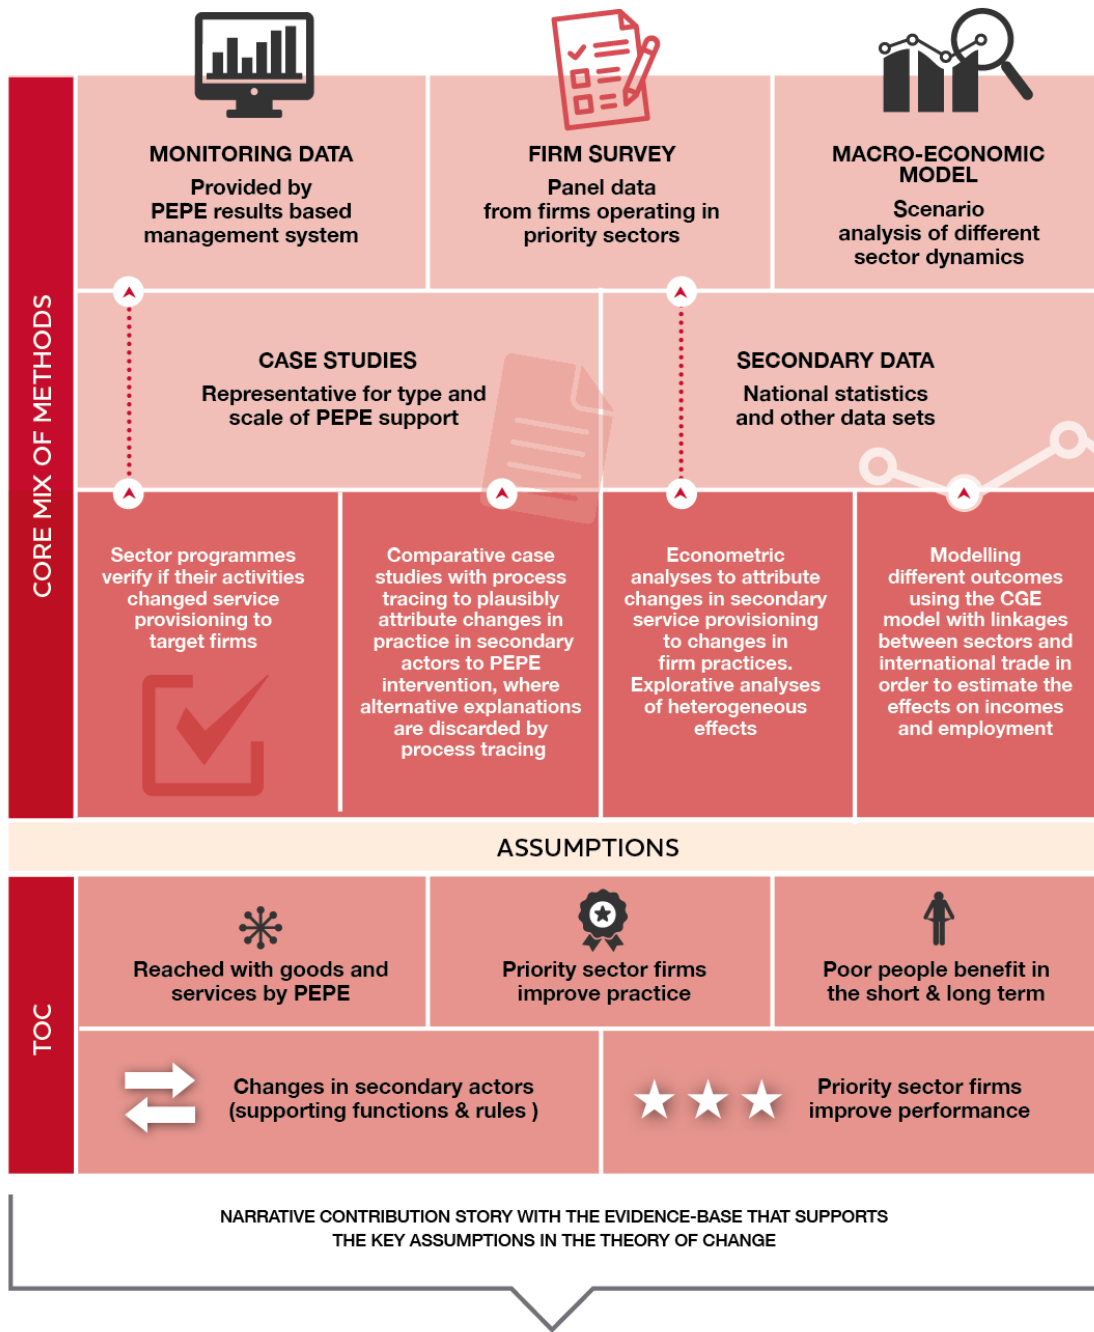 CORE MIX OF METHODS
MONITORING DATA
Provided by
PEPE results based
management system
FIRM SURVEY
Panel data
from firms operating in
priority sectors
MACRO-ECONOMIC
MODEL
Scenario
analysis of different
sector dynamics
CASE STUDIES
Representative for type and
scale of PEPE support
SECONDARY DATA
National statistics
and other data sets
Sector programmes
verify if their activities
changed service
provisioning to
target firms
Comparative case
studies with process
tracing to plausibly
attribute changes in
practice in secondary
actors to PEPE
intervention, where
alternative explanations
are discarded by
process tracing
Econometric
analyses to attribute
changes in secondary
service provisioning
to changes in
firm practices.
Explorative analyses
of heterogeneous
effects
Modelling
different outcomes
using the CGE
model with linkages
between sectors and
international trade in
order to estimate the
effects on incomes
and employment
ASSUMPTIONS
TOC
Reached with goods and
services by PEPE
Priority sector firms
improve practice
Poor people benefit in
the short & long term
Changes in secondary actors
(supporting functions & rules )
Priority sector firms
improve performance
NARRATIVE CONTRIBUTION STORY WITH THE EVIDENCE-BASE THAT SUPPORTS
THE KEY ASSUMPTIONS IN THE THEORY OF CHANGE